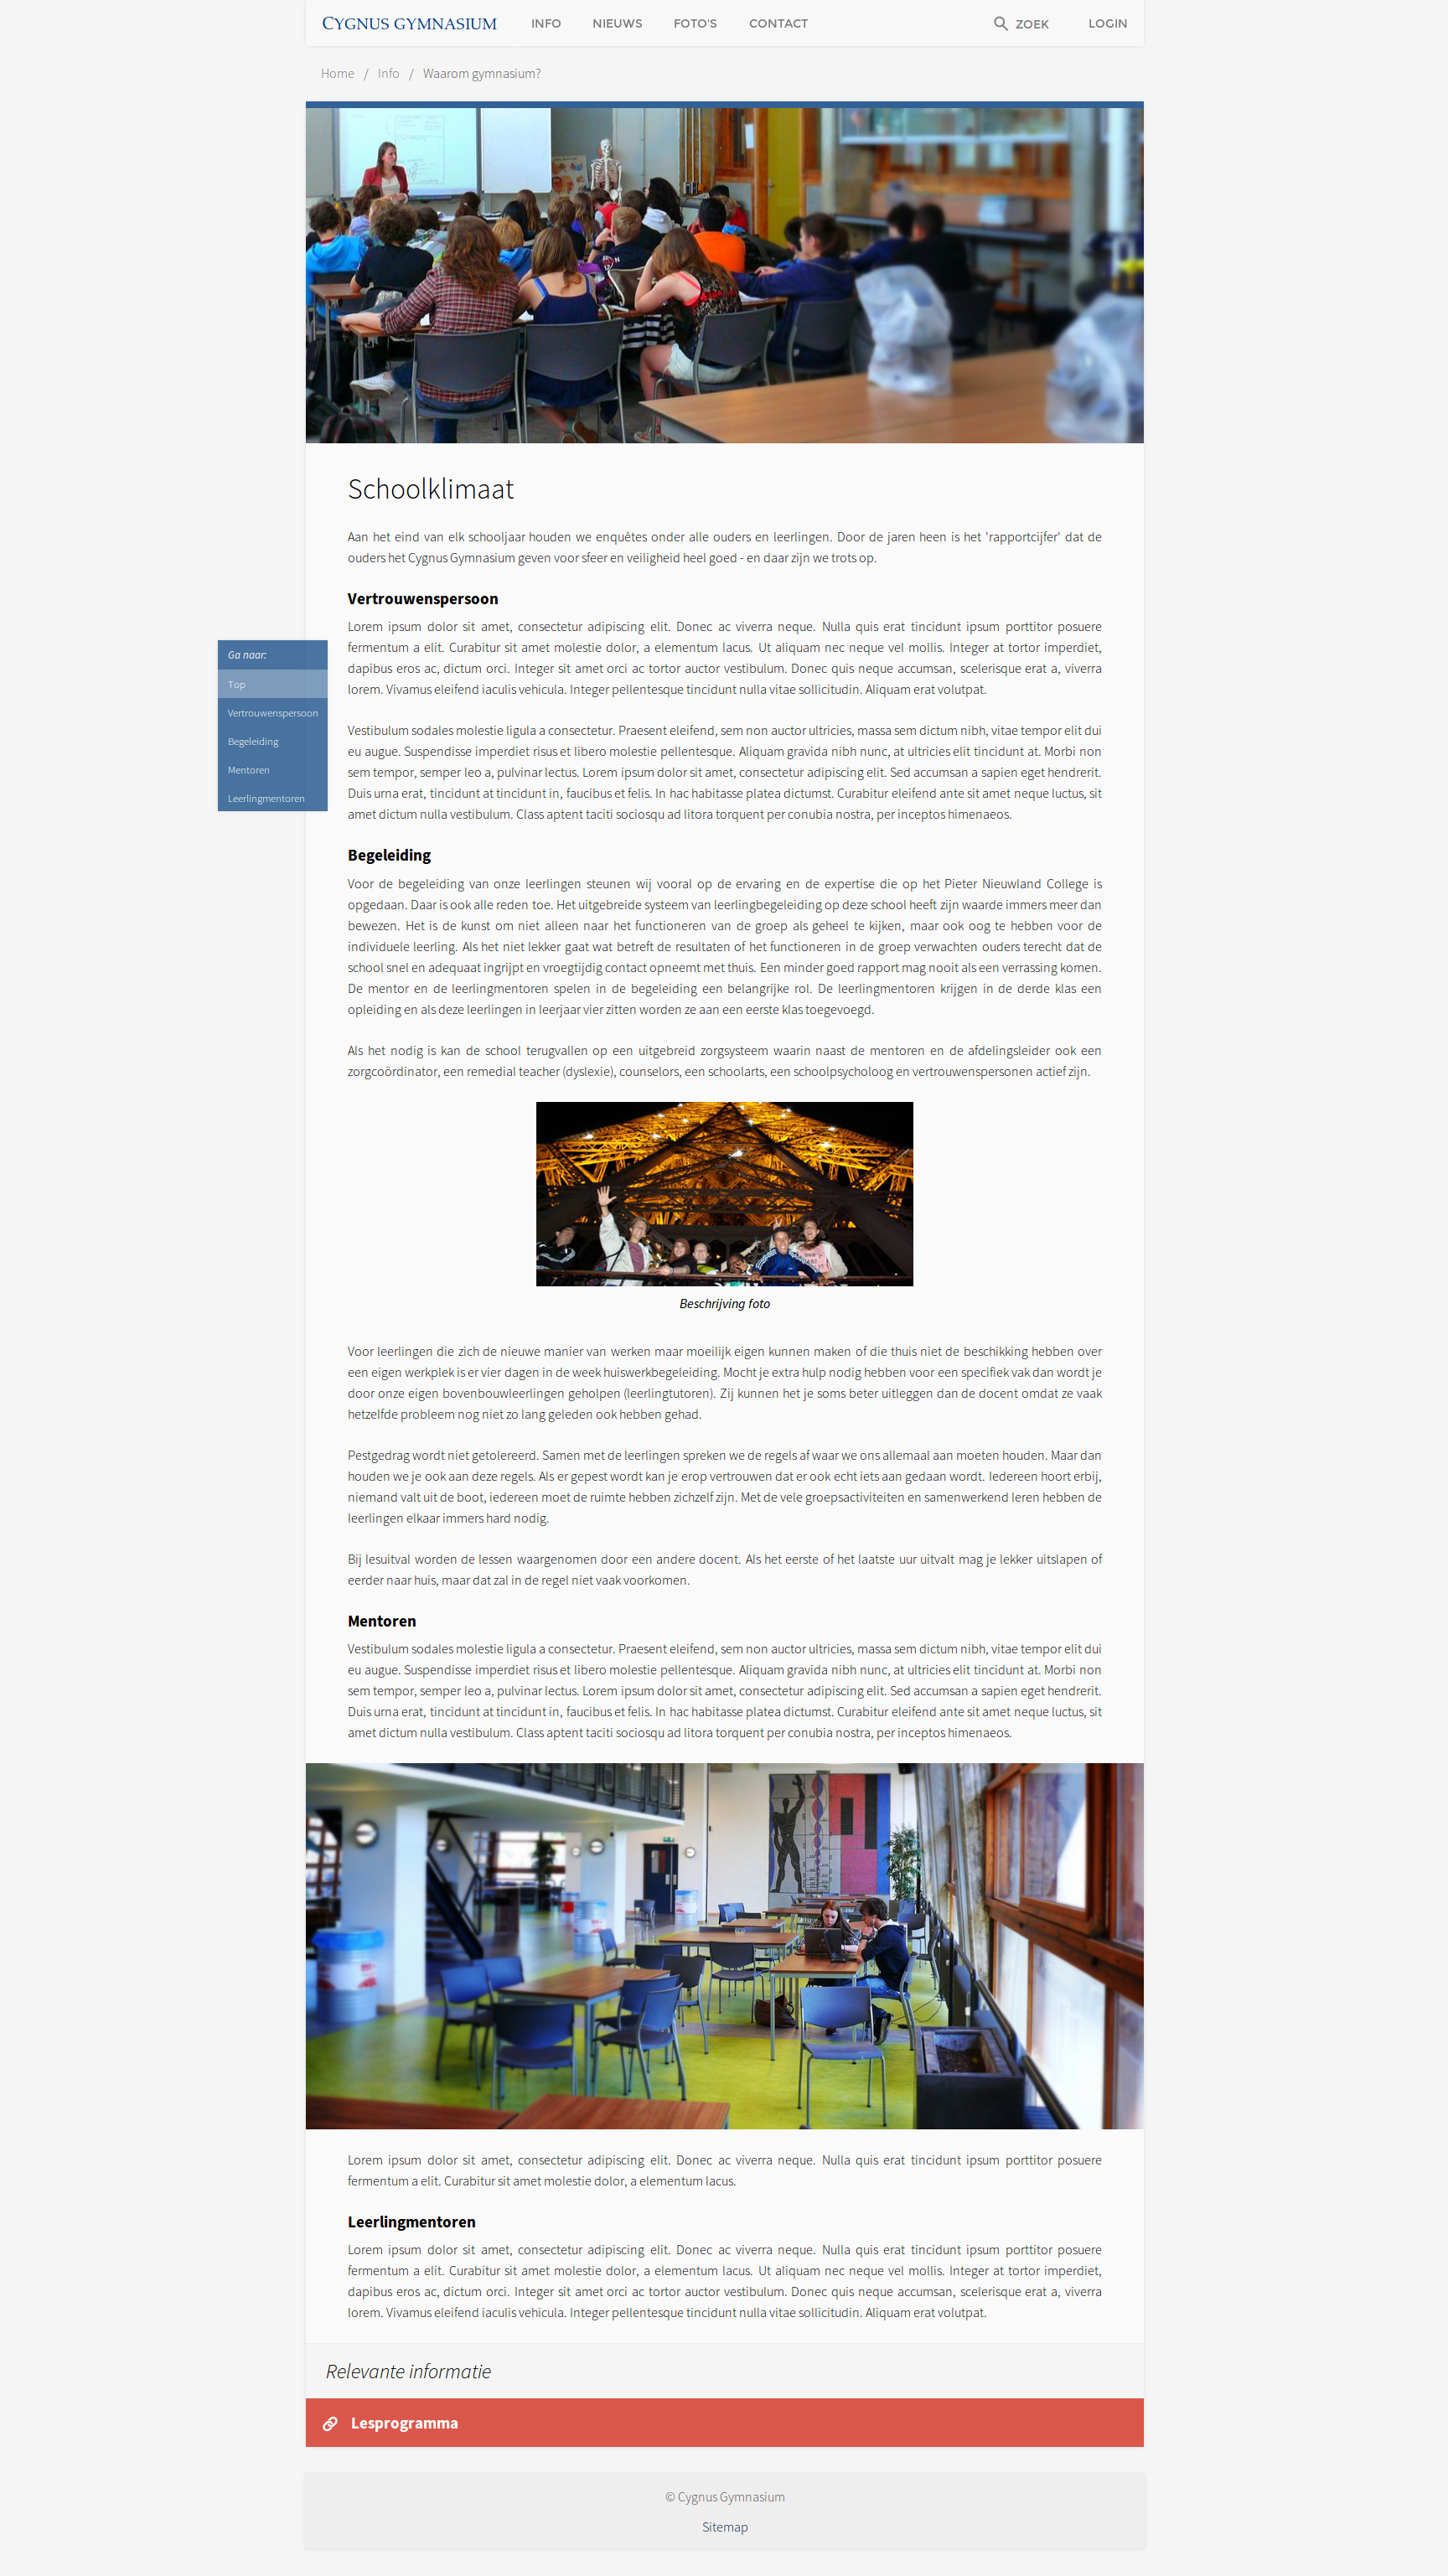 CYGNUS GYMNASIUM INFO NIEUWS FOTO'S CONTACT ZOEK LOGIN
Home / Info / Waarom gymnasium?
Schoolklimaat
Aan het eind van elk schooljaar houden we enquêtes onder alle ouders en leerlingen. Door de jaren heen is het 'rapportcijfer' dat de
ouders het Cygnus Gymnasium geven voor sfeer en veiligheid heel goed - en daar zijn we trots op.
Vertrouwenspersoon
Lorem ipsum dolor sit amet, consectetur adipiscing elit. Donec ac viverra neque. Nulla quis erat tincidunt ipsum porttitor posuere
fermentum a elit. Curabitur sit amet molestie dolor, a elementum lacus. Ut aliquam nec neque vel mollis. Integer at tortor imperdiet,
dapibus eros ac, dictum orci. Integer sit amet orci ac tortor auctor vestibulum. Donec quis neque accumsan, scelerisque erat a, viverra
lorem. Vivamus eleifend iaculis vehicula. Integer pellentesque tincidunt nulla vitae sollicitudin. Aliquam erat volutpat.
Ga naar:
Top
Vertrouwenspersoon
Begeleiding
Mentoren
Leerlingmentoren
Vestibulum sodales molestie ligula a consectetur. Praesent eleifend, sem non auctor ultricies, massa sem dictum nibh, vitae tempor elit dui
eu augue. Suspendisse imperdiet risus et libero molestie pellentesque. Aliquam gravida nibh nunc, at ultricies elit tincidunt at. Morbi non
sem tempor, semper leo a, pulvinar lectus. Lorem ipsum dolor sit amet, consectetur adipiscing elit. Sed accumsan a sapien eget hendrerit.
Duis urna erat, tincidunt at tincidunt in, faucibus et felis. In hac habitasse platea dictumst. Curabitur eleifend ante sit amet neque luctus, sit
amet dictum nulla vestibulum. Class aptent taciti sociosqu ad litora torquent per conubia nostra, per inceptos himenaeos.
Begeleiding
Voor de begeleiding van onze leerlingen steunen wij vooral op de ervaring en de expertise die op het Pieter Nieuwland College is
opgedaan. Daar is ook alle reden toe. Het uitgebreide systeem van leerlingbegeleiding op deze school heeft zijn waarde immers meer dan
bewezen. Het is de kunst om niet alleen naar het functioneren van de groep als geheel te kijken, maar ook oog te hebben voor de
individuele leerling. Als het niet lekker gaat wat betreft de resultaten of het functioneren in de groep verwachten ouders terecht dat de
school snel en adequaat ingrijpt en vroegtijdig contact opneemt met thuis. Een minder goed rapport mag nooit als een verrassing komen.
De mentor en de leerlingmentoren spelen in de begeleiding een belangrijke rol. De leerlingmentoren krijgen in de derde klas een
opleiding en als deze leerlingen in leerjaar vier zitten worden ze aan een eerste klas toegevoegd.
Als het nodig is kan de school terugvallen op een uitgebreid zorgsysteem waarin naast de mentoren en de afdelingsleider ook een
zorgcoördinator, een remedial teacher (dyslexie), counselors, een schoolarts, een schoolpsycholoog en vertrouwenspersonen actief zijn.
Beschrijving foto
Voor leerlingen die zich de nieuwe manier van werken maar moeilijk eigen kunnen maken of die thuis niet de beschikking hebben over
een eigen werkplek is er vier dagen in de week huiswerkbegeleiding. Mocht je extra hulp nodig hebben voor een specifiek vak dan wordt je
door onze eigen bovenbouwleerlingen geholpen (leerlingtutoren). Zij kunnen het je soms beter uitleggen dan de docent omdat ze vaak
hetzelfde probleem nog niet zo lang geleden ook hebben gehad.
Pestgedrag wordt niet getolereerd. Samen met de leerlingen spreken we de regels af waar we ons allemaal aan moeten houden. Maar dan
houden we je ook aan deze regels. Als er gepest wordt kan je erop vertrouwen dat er ook echt iets aan gedaan wordt. Iedereen hoort erbij,
niemand valt uit de boot, iedereen moet de ruimte hebben zichzelf zijn. Met de vele groepsactiviteiten en samenwerkend leren hebben de
leerlingen elkaar immers hard nodig.
Bij lesuitval worden de lessen waargenomen door een andere docent. Als het eerste of het laatste uur uitvalt mag je lekker uitslapen of
eerder naar huis, maar dat zal in de regel niet vaak voorkomen.
Mentoren
Vestibulum sodales molestie ligula a consectetur. Praesent eleifend, sem non auctor ultricies, massa sem dictum nibh, vitae tempor elit dui
eu augue. Suspendisse imperdiet risus et libero molestie pellentesque. Aliquam gravida nibh nunc, at ultricies elit tincidunt at. Morbi non
sem tempor, semper leo a, pulvinar lectus. Lorem ipsum dolor sit amet, consectetur adipiscing elit. Sed accumsan a sapien eget hendrerit.
Duis urna erat, tincidunt at tincidunt in, faucibus et felis. In hac habitasse platea dictumst. Curabitur eleifend ante sit amet neque luctus, sit
amet dictum nulla vestibulum. Class aptent taciti sociosqu ad litora torquent per conubia nostra, per inceptos himenaeos.
Lorem ipsum dolor sit amet, consectetur adipiscing elit. Donec ac viverra neque. Nulla quis erat tincidunt ipsum porttitor posuere
fermentum a elit. Curabitur sit amet molestie dolor, a elementum lacus.
Leerlingmentoren
Lorem ipsum dolor sit amet, consectetur adipiscing elit. Donec ac viverra neque. Nulla quis erat tincidunt ipsum porttitor posuere
fermentum a elit. Curabitur sit amet molestie dolor, a elementum lacus. Ut aliquam nec neque vel mollis. Integer at tortor imperdiet,
dapibus eros ac, dictum orci. Integer sit amet orci ac tortor auctor vestibulum. Donec quis neque accumsan, scelerisque erat a, viverra
lorem. Vivamus eleifend iaculis vehicula. Integer pellentesque tincidunt nulla vitae sollicitudin. Aliquam erat volutpat.
Relevante informatie
Lesprogramma
© Cygnus Gymnasium
Sitemap